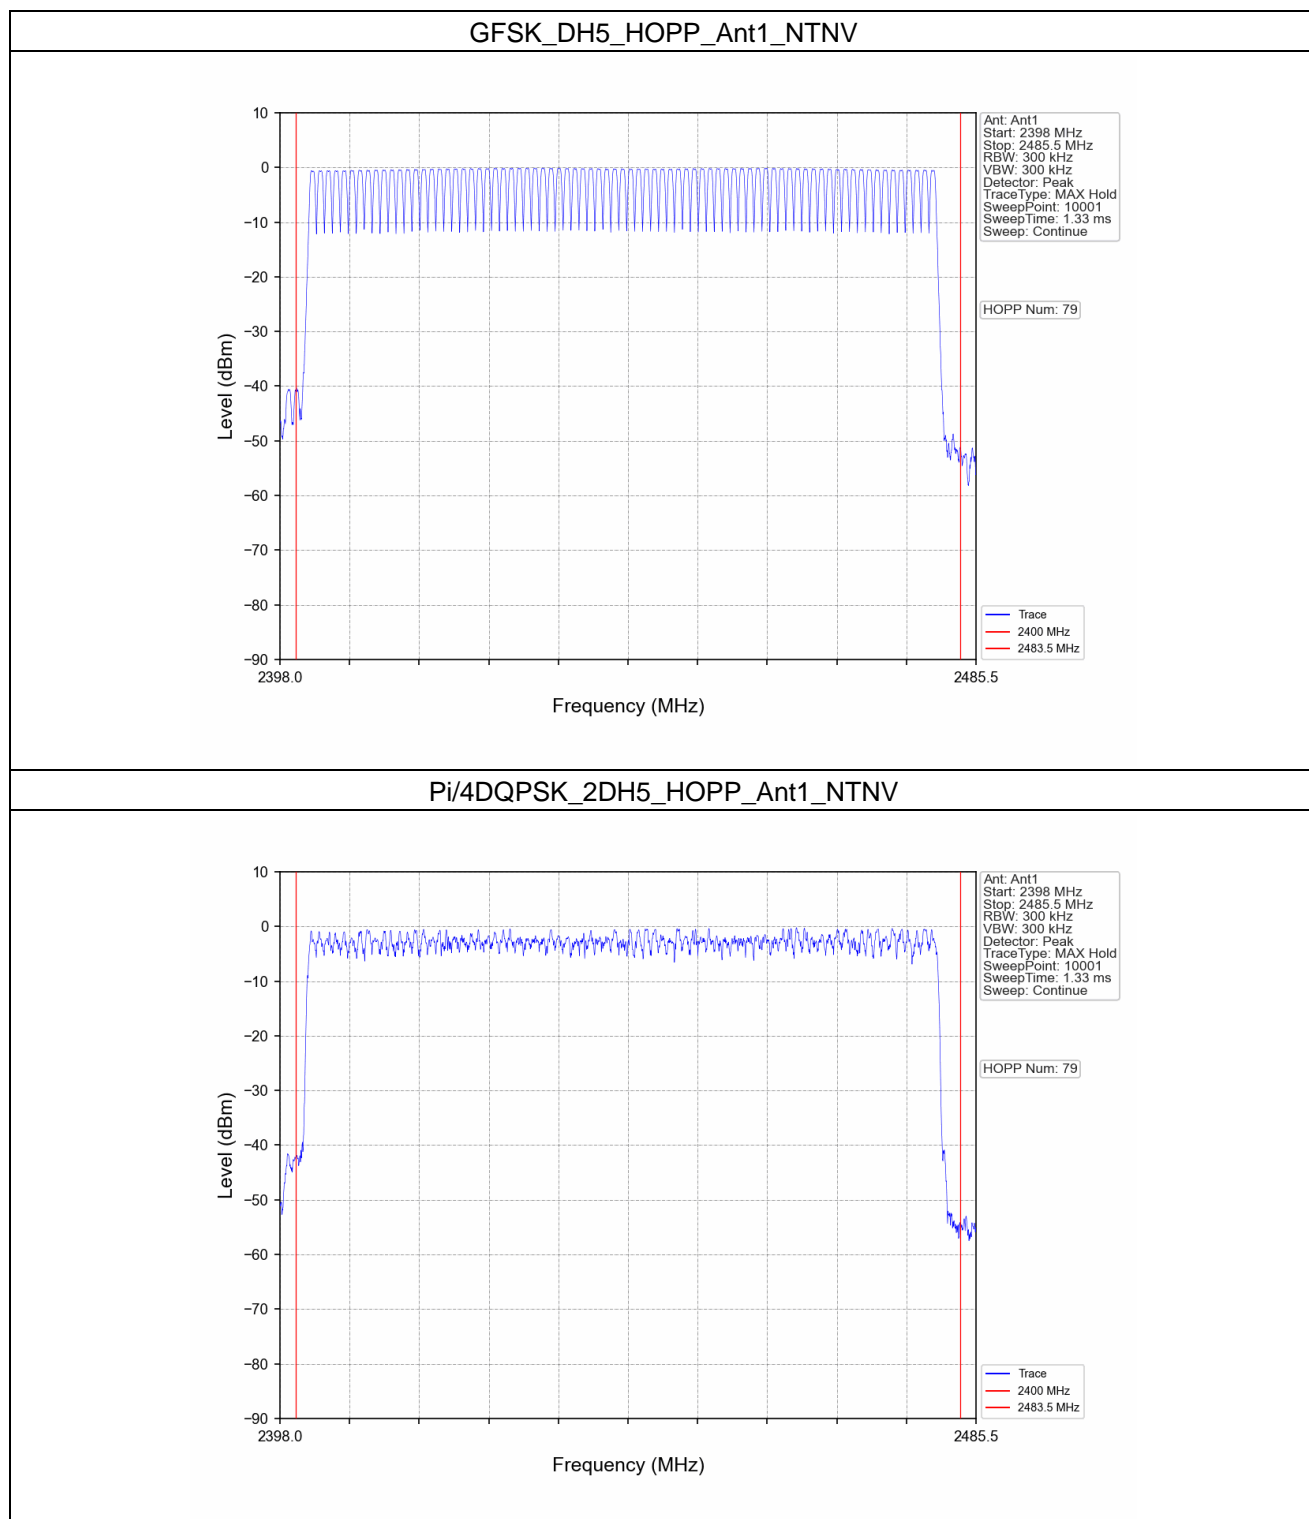 GFSK_DH5_HOPP_Ant1_NTNV
10
0
−10
−20
−30
−40
−50
−60
−70
−80
−90
Level (dBm)
2398.0
2485.5
Frequency (MHz)
Ant: Ant1
Start: 2398 MHz
Stop: 2485.5 MHz
RBW: 300 kHz
VBW: 300 kHz
Detector: Peak
TraceType: MAX Hold
SweepPoint: 10001
SweepTime: 1.33 ms
Sweep: Continue
HOPP Num: 79
Trace
2400 MHz
2483.5 MHz
Pi/4DQPSK_2DH5_HOPP_Ant1_NTNV
10
0
−10
−20
−30
−40
−50
−60
−70
−80
−90
Level (dBm)
2398.0
2485.5
Frequency (MHz)
Ant: Ant1
Start: 2398 MHz
Stop: 2485.5 MHz
RBW: 300 kHz
VBW: 300 kHz
Detector: Peak
TraceType: MAX Hold
SweepPoint: 10001
SweepTime: 1.33 ms
Sweep: Continue
HOPP Num: 79
Trace
2400 MHz
2483.5 MHz